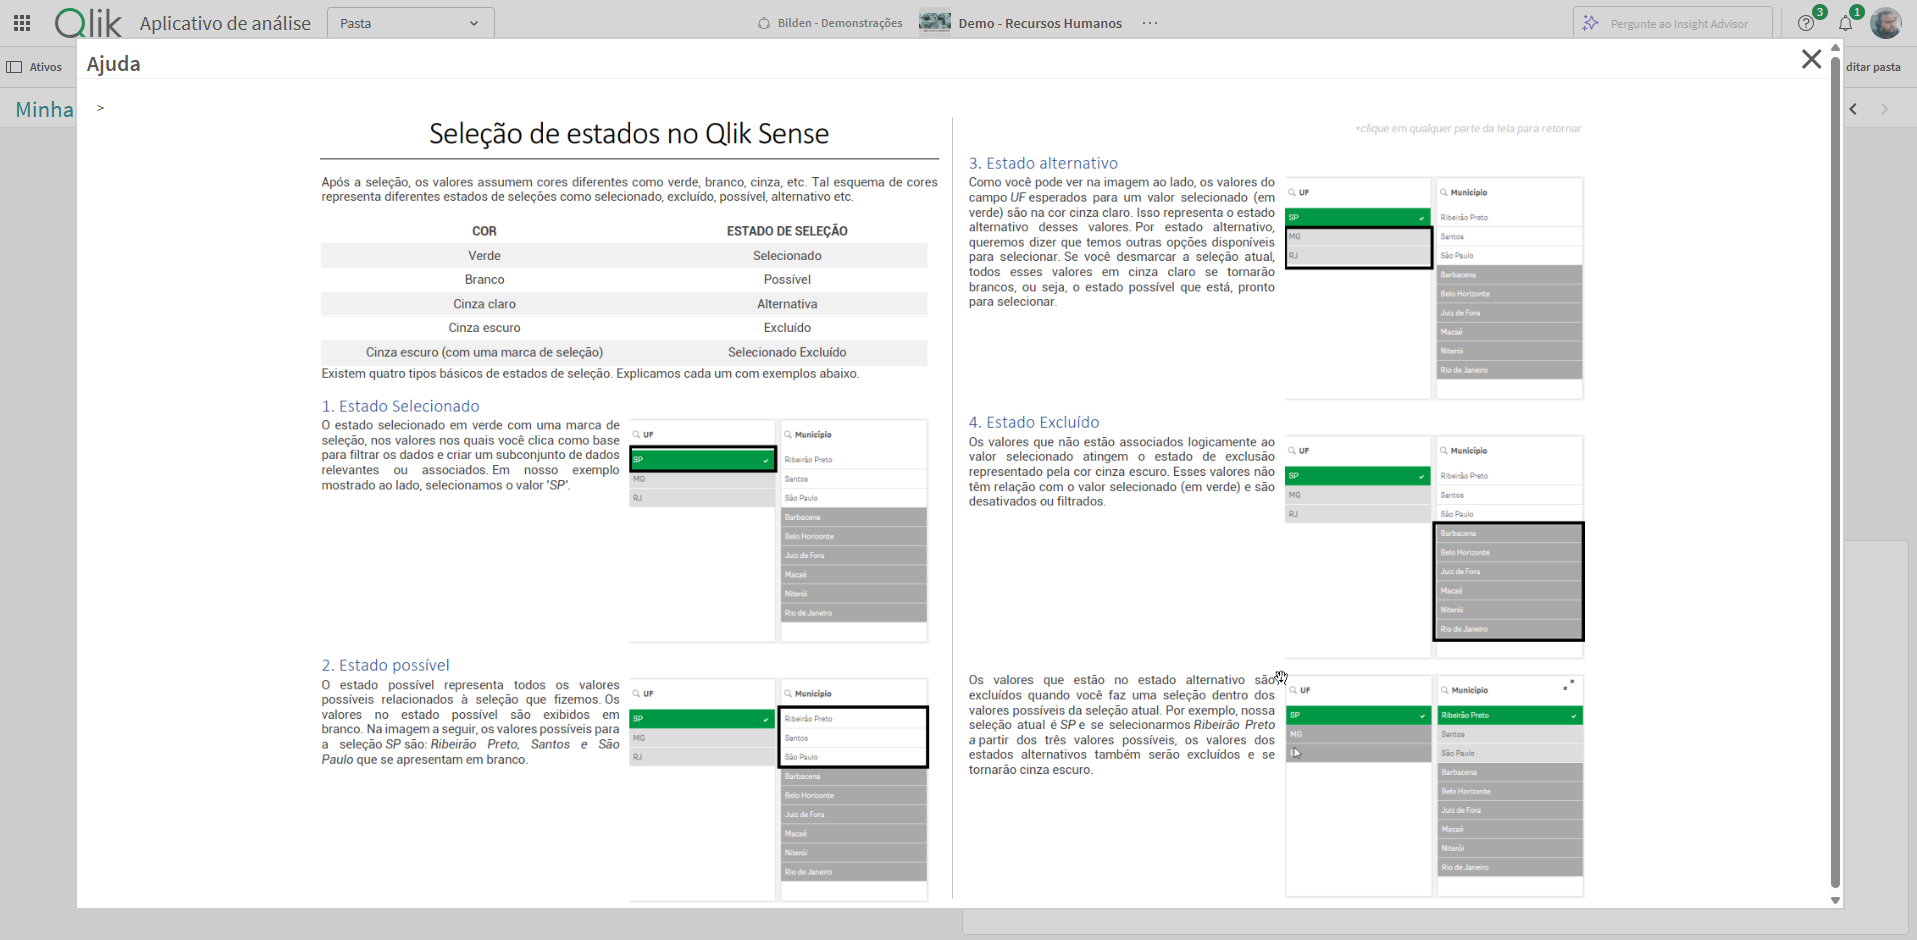 Qlik
Aplicativo de análise
Pasta
Bilden - Demonstrações
Demo - Recursos Humanos
Pergunte ao Insight Advisor
3
1
Ativos
ditar pasta
Minha
Ajuda
>
Seleção de estados no Qlik Sense
Após a seleção, os valores assumem cores diferentes como verde, branco, cinza, etc. Tal esquema de cores
representa diferentes estados de seleções como selecionado, excluído, possível, alternativo etc.
COR ESTADO DE SELEÇÃO
Verde Selecionado
Branco Possível
Cinza claro Alternativa
Cinza escuro Excluído
Cinza escuro (com uma marca de seleção) Selecionado Excluído
Existem quatro tipos básicos de estados de seleção. Explicamos cada um com exemplos abaixo.
1. Estado Selecionado
O estado selecionado em verde com uma marca de
seleção, nos valores nos quais você clica como base
para filtrar os dados e criar um subconjunto de dados
relevantes ou associados. Em nosso exemplo
mostrado ao lado, selecionamos o valor 'SP'.
UF
SP
MG
RJ
Município
Ribeirão Preto
Santos
São Paulo
Barbacena
Belo Horizonte
Juiz de Fora
Macaé
Niterói
Rio de Janeiro
2. Estado possível
O estado possível representa todos os valores
possíveis relacionados à seleção que fizemos. Os
valores no estado possível são exibidos em
branco. Na imagem a seguir, os valores possíveis para
a seleção SP são: Ribeirão Preto, Santos e São
Paulo que se apresentam em branco.
UF
SP
MG
RJ
Município
Ribeirão Preto
Santos
São Paulo
Barbacena
Belo Horizonte
Juiz de Fora
Macaé
Niterói
Rio de Janeiro
*clique em qualquer parte da tela para retornar
3. Estado alternativo
Como você pode ver na imagem ao lado, os valores do
campo UF esperados para um valor selecionado (em
verde) são na cor cinza claro. Isso representa o estado
alternativo desses valores. Por estado alternativo,
queremos dizer que temos outras opções disponíveis
para selecionar. Se você desmarcar a seleção atual,
todos esses valores em cinza claro se tornarão
brancos, ou seja, o estado possível que está, pronto
para selecionar.
UF
SP
MG
RJ
Município
Ribeirão Preto
Santos
São Paulo
Barbacena
Belo Horizonte
Juiz de Fora
Macaé
Niterói
Rio de Janeiro
4. Estado Excluído
Os valores que não estão associados logicamente ao
valor selecionado atingem o estado de exclusão
representado pela cor cinza escuro. Esses valores não
têm relação com o valor selecionado (em verde) e são
desativados ou filtrados.
UF
SP
MG
RJ
Município
Ribeirão Preto
Santos
São Paulo
Barbacena
Belo Horizonte
Juiz de Fora
Macaé
Niterói
Rio de Janeiro
Os valores que estão no estado alternativo são
excluídos quando você faz uma seleção dentro dos
valores possíveis da seleção atual. Por exemplo, nossa
seleção atual é SP e se selecionarmos Ribeirão Preto
a partir dos três valores possíveis, os valores dos
estados alternativos também serão excluídos e se
tornarão cinza escuro.
UF
SP
MG
Município
Ribeirão Preto
Santos
São Paulo
Barbacena
Belo Horizonte
Juiz de Fora
Macaé
Niterói
Rio de Janeiro